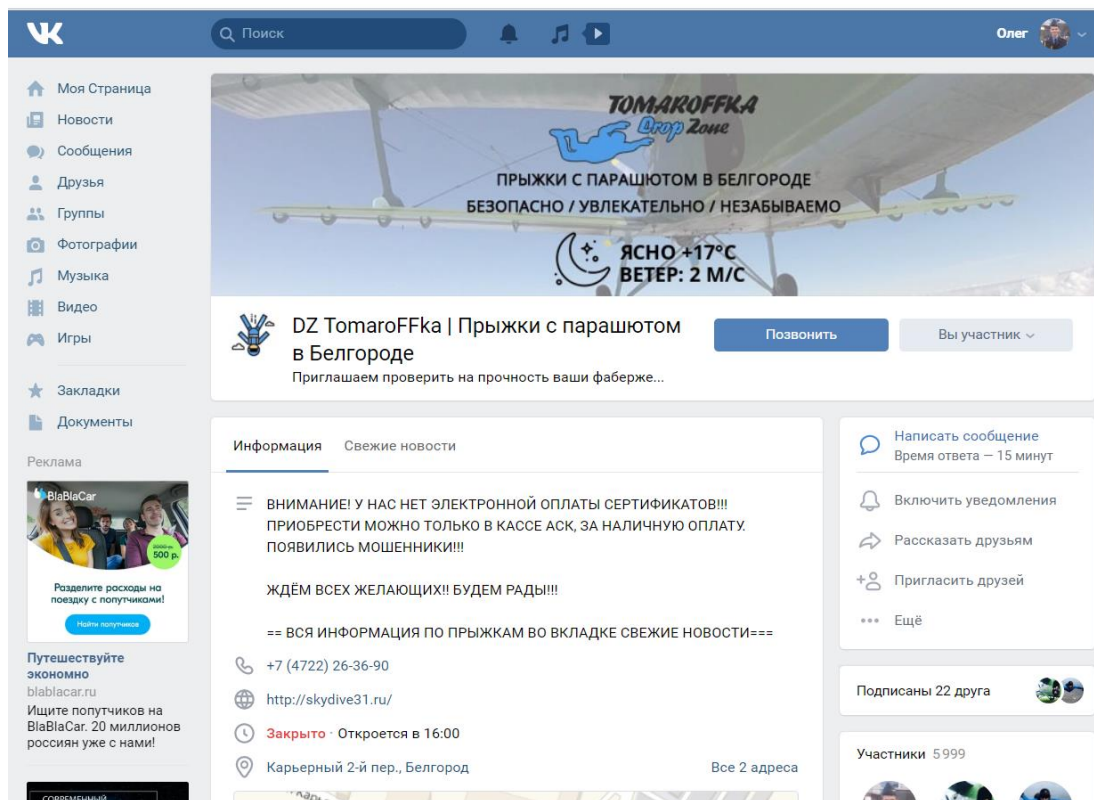 Поиск
Олег
Моя Страница
Новости
Сообщения
Друзья
Группы
Фотографии
Музыка
Видео
Игры
Закладки
Документы
Реклама
BlaBlaCar
500 р.
Разделите расходы на
поездку с попутчиками!
Найти попутчиков
Путешествуйте
экономно
blablacar.ru
Ищите попутчиков на
BlaBlaCar. 20 миллионов
россиян уже с нами!
СОВРЕМЕННЫЙ
TOMAROFFKA
Drop Zone
ПРЫЖКИ С ПАРАШЮТОМ В БЕЛГОРОДЕ
БЕЗОПАСНО / УВЛЕКАТЕЛЬНО / НЕЗАБЫВАЕМО
ЯСНО +17°C
ВЕТЕР: 2 М/С
DZ TomaroFFka | Прыжки с парашютом
в Белгороде
Приглашаем проверить на прочность ваши фаберже...
Позвонить
Вы участник
Информация Свежие новости
ВНИМАНИЕ! У НАС НЕТ ЭЛЕКТРОННОЙ ОПЛАТЫ СЕРТИФИКАТОВ!!!
ПРИОБРЕСТИ МОЖНО ТОЛЬКО В КАССЕ АСК, ЗА НАЛИЧНУЮ ОПЛАТУ.
ПОЯВИЛИСЬ МОШЕННИКИ!!!
ЖДЁМ ВСЕХ ЖЕЛАЮЩИХ!! БУДЕМ РАДЫ!!!
== ВСЯ ИНФОРМАЦИЯ ПО ПРЫЖКАМ ВО ВКЛАДКЕ СВЕЖИЕ НОВОСТИ===
+7 (4722) 26-36-90
http://skydive31.ru/
Закрыто · Откроется в 16:00
Карьерный 2-й пер., Белгород
Все 2 адреса
Написать сообщение
Время ответа — 15 минут
Включить уведомления
Рассказать друзьям
Пригласить друзей
Ещё
Подписаны 22 друга
Участники 5 999